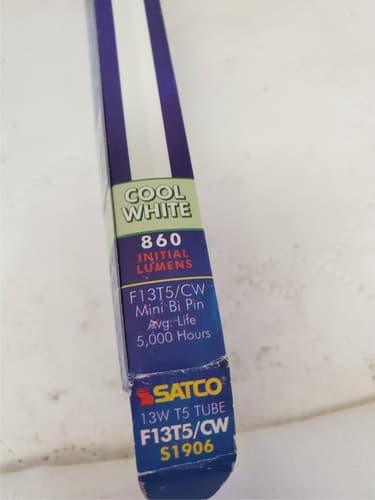 COOL
WHITE
860
INITIAL
LUMENS
F13T5/CW
Mini Bi Pin
Avg. Life
5,000 Hours
SATCO®
13W T5 TUBE
F13T5/CW
S1906